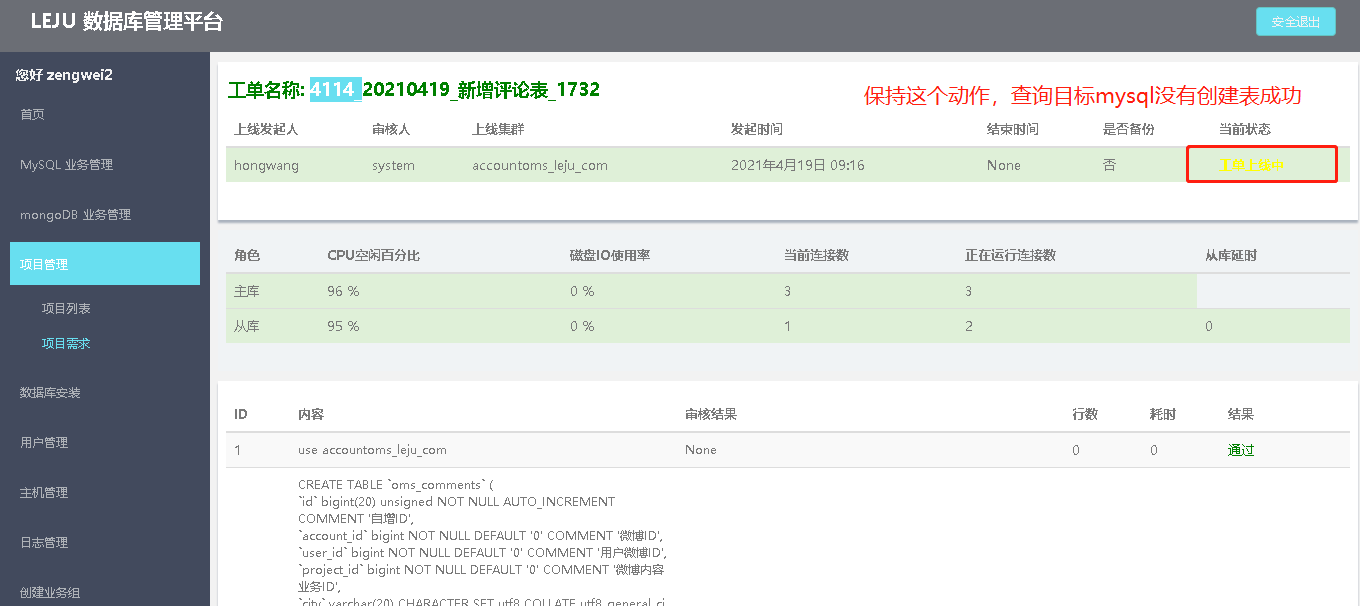 LEJU 数据库管理平台
安全退出
您好 zengwei2
首页
MySQL 业务管理
mongoDB 业务管理
项目管理
项目列表
项目需求
数据库安装
用户管理
主机管理
日志管理
创建业务组
工单名称: 4114_20210419_新增评论表_1732
保持这个动作，查询目标mysql没有创建表成功
上线发起人 审核人 上线集群 发起时间 结束时间 是否备份 当前状态
hongwang system accountoms_leju_com 2021年4月19日 09:16 None 否 工单上线中
角色 CPU空闲百分比 磁盘IO使用率 当前连接数 正在运行连接数 从库延时
主库 96 % 0 % 3 3
从库 95 % 0 % 1 2 0
ID 内容 审核结果 行数 耗时 结果
1 use accountoms_leju_com None 0 0 通过
CREATE TABLE `oms_comments` (
`id` bigint(20) unsigned NOT NULL AUTO_INCREMENT
COMMENT '自增ID',
`account_id` bigint NOT NULL DEFAULT '0' COMMENT '微博ID',
`user_id` bigint NOT NULL DEFAULT '0' COMMENT '用户微博ID',
`project_id` bigint NOT NULL DEFAULT '0' COMMENT '微博内容
业务ID',
`city` varchar(20) CHARACTER SET utf8 COLLATE utf8_general_ci